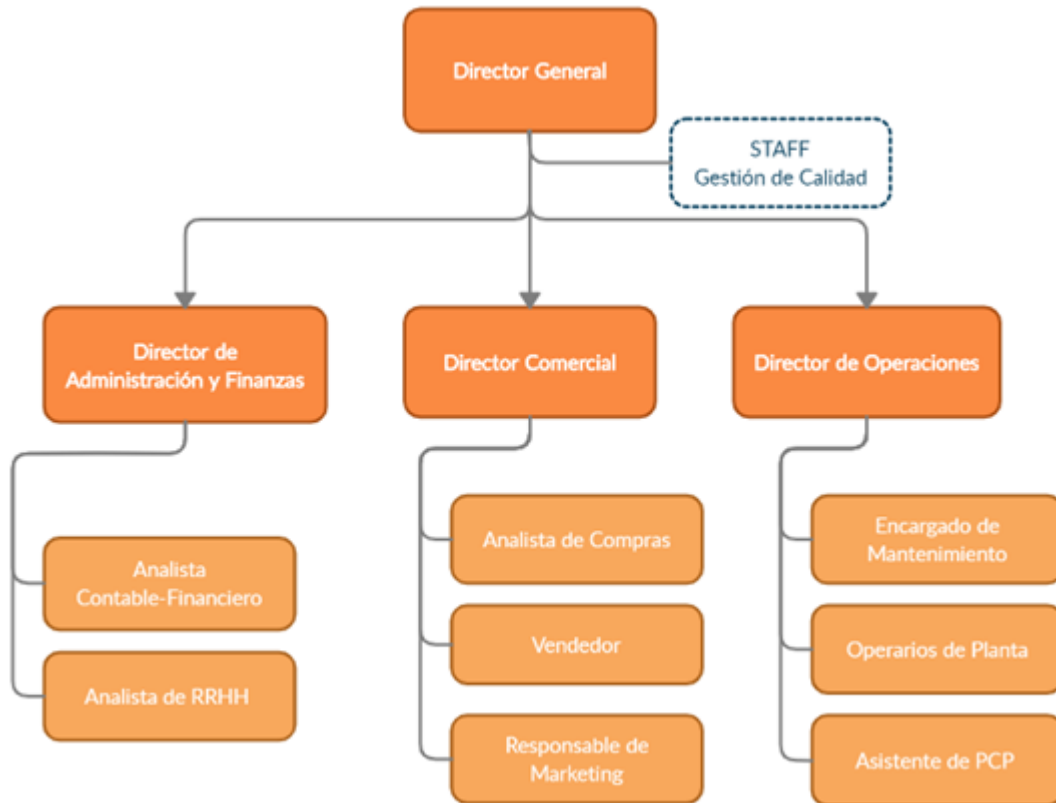 Director General
STAFF
Gestión de Calidad
Director de
Administración y Finanzas
Director Comercial
Director de Operaciones
Analista
Contable-Financiero
Analista de RRHH
Analista de Compras
Vendedor
Responsable de
Marketing
Encargado de
Mantenimiento
Operarios de Planta
Asistente de PCP